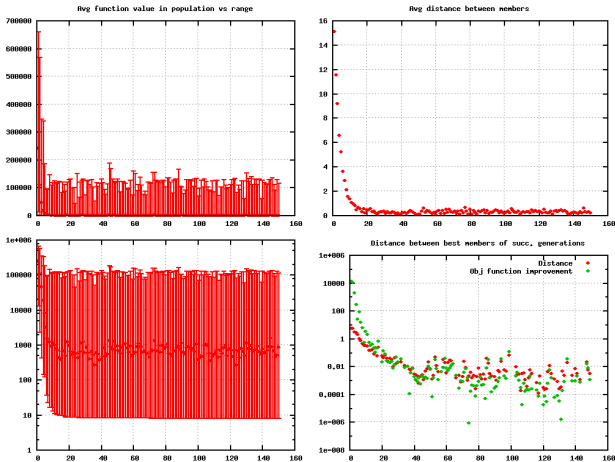 Avg function value in population vs range
700000
600000
500000
400000
300000
200000
100000
0
0 20 40 60 80 100 120 140 160
Avg distance between members
16
14
12
10
8
6
4
2
0
0 20 40 60 80 100 120 140 160
1e+006
100000
10000
1000
100
10
1
0 20 40 60 80 100 120 140 160
Distance between best members of succ, generations
1e+006
10000
100
1
0,01
0,0001
1e-006
1e-008
0 20 40 60 80 100 120 140 160
Distance
Obj function improvement